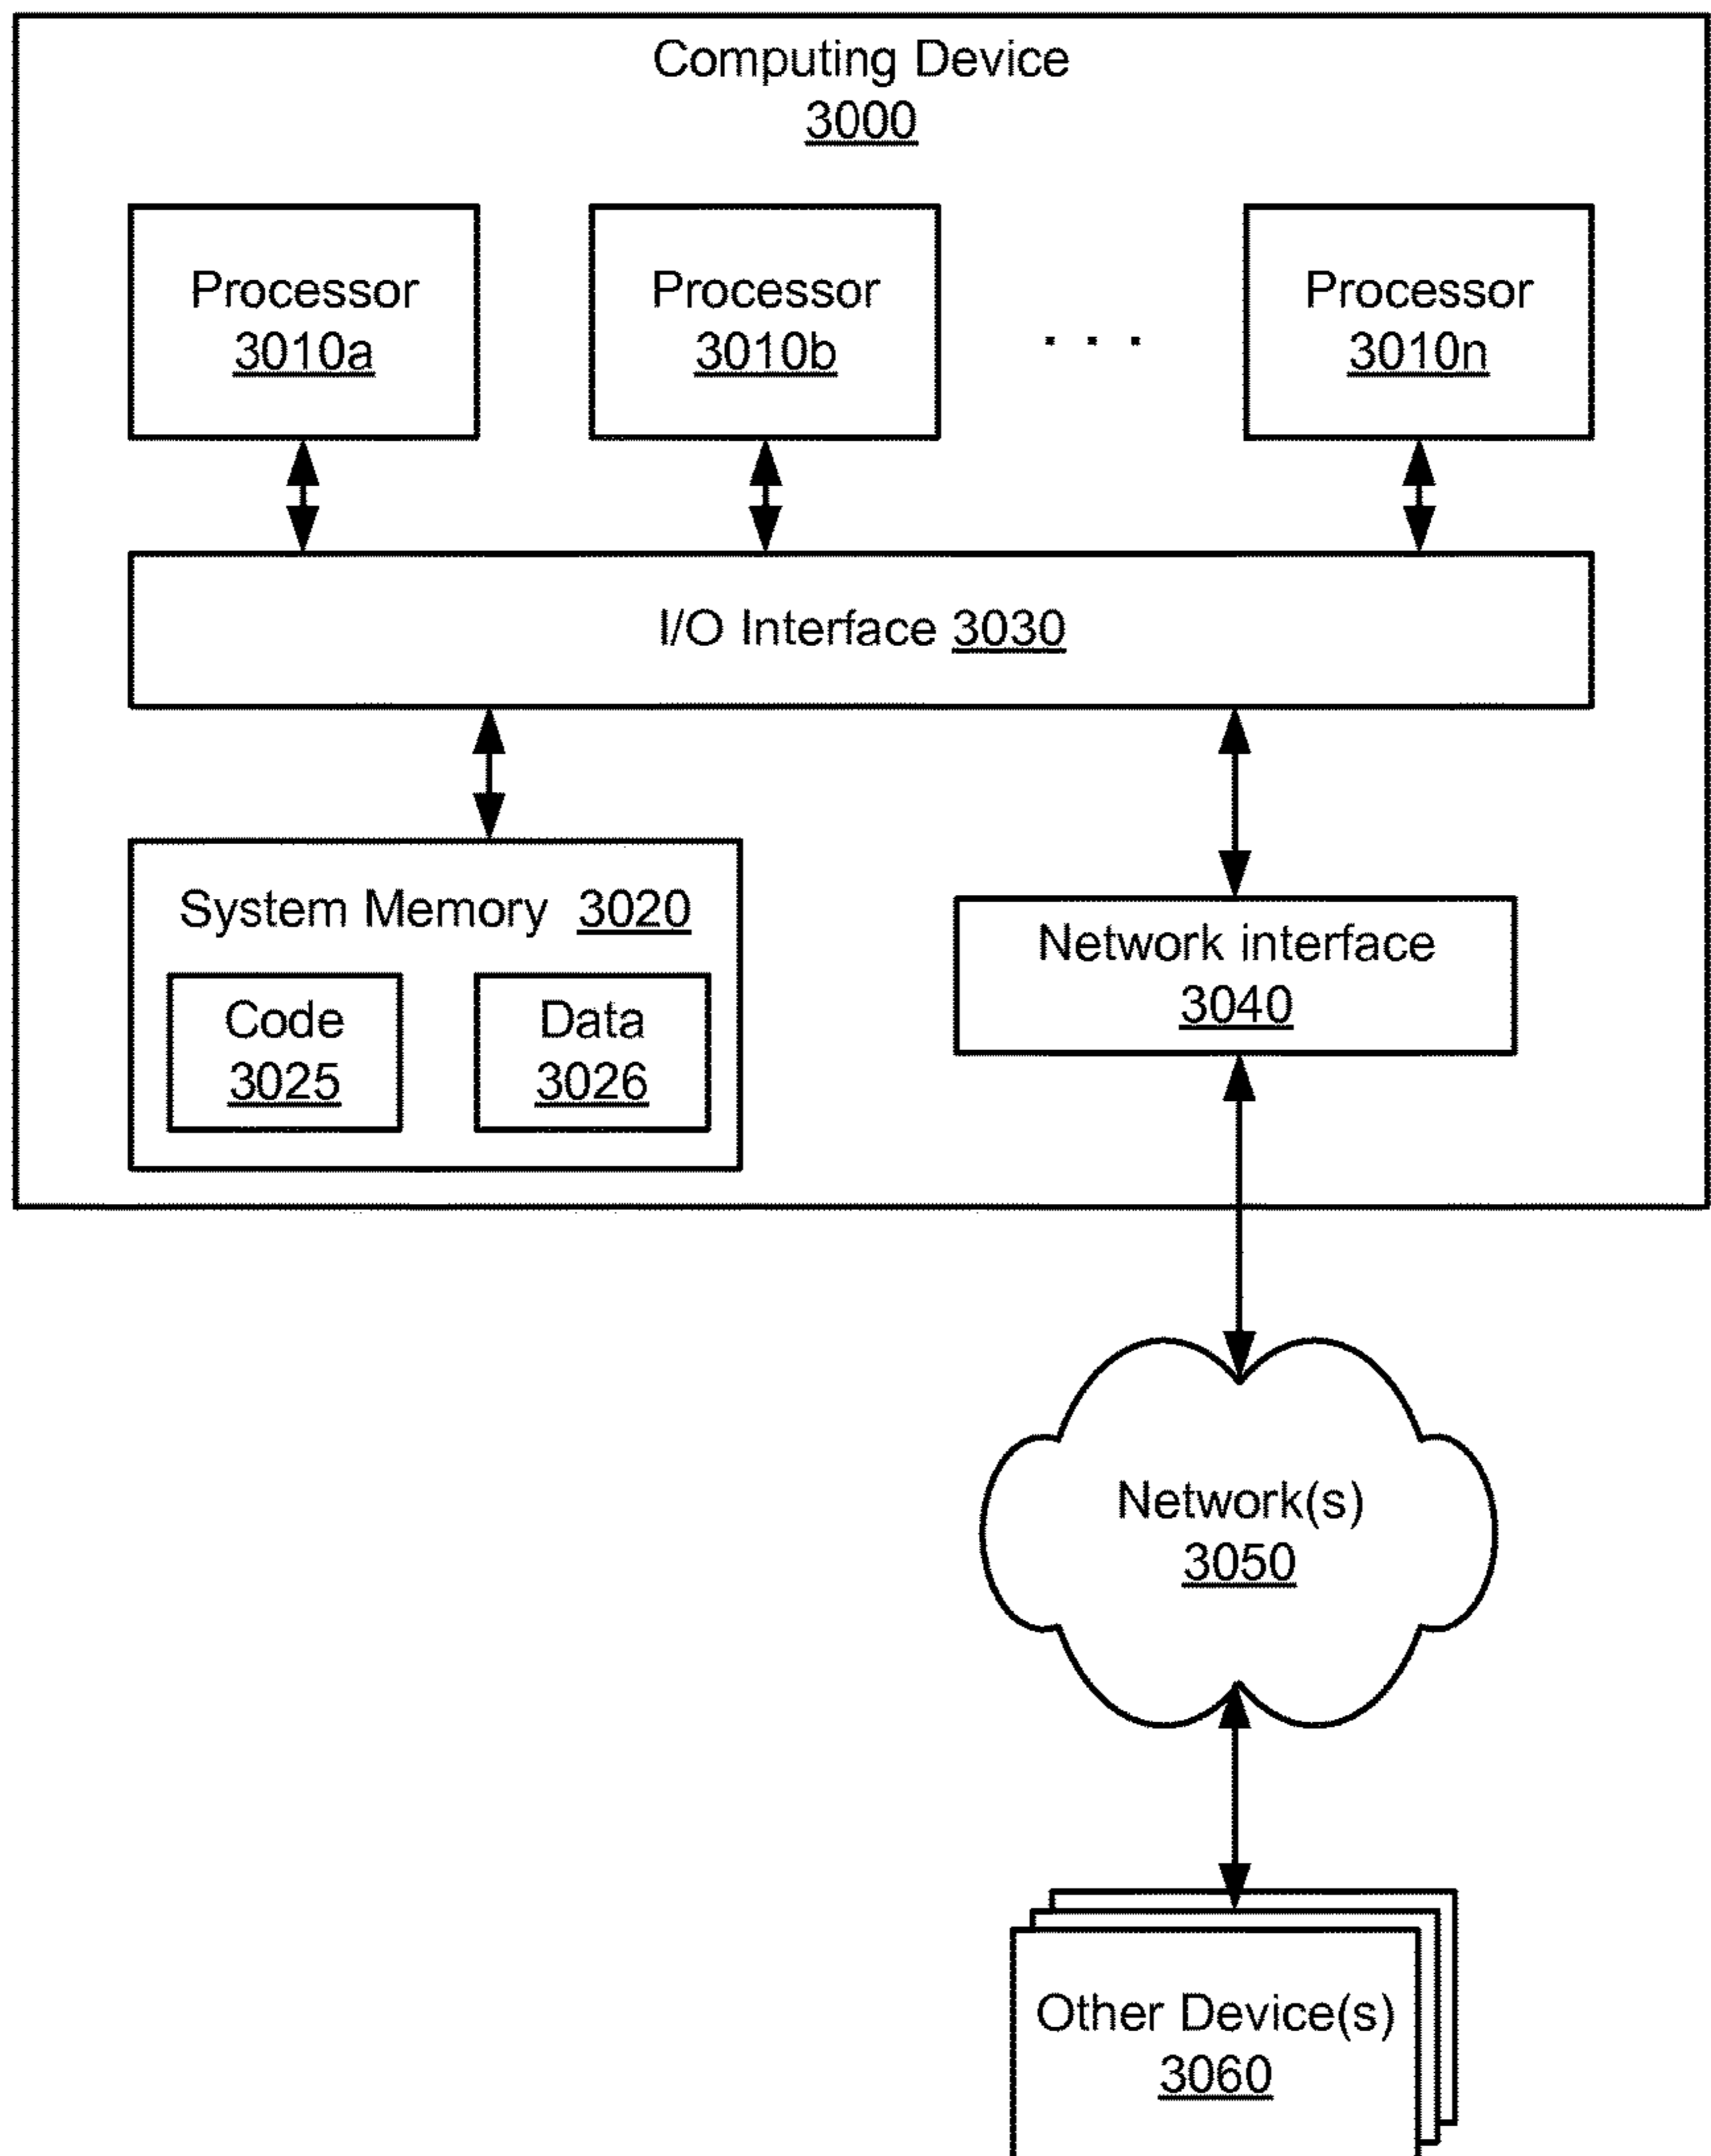 Computing Device
3000
Processor
3010a
Processor
3010b
. . .
Processor
3010n
I/O Interface 3030
System Memory 3020
Code
3025
Data
3026
Network interface
3040
Network(s)
3050
Other Device(s)
3060